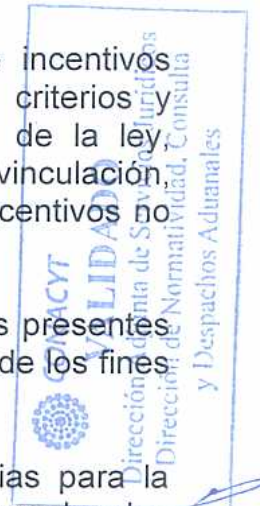 incentivos
criterios y
de la ley,
vinculación,
centivos no
s presentes
de los fines
ias para la
CONACYT
VALIDADO
Dirección Adjunta de Servicios Jurídicos
Dirección de Normatividad, Consulta
y Despachos Aduanales